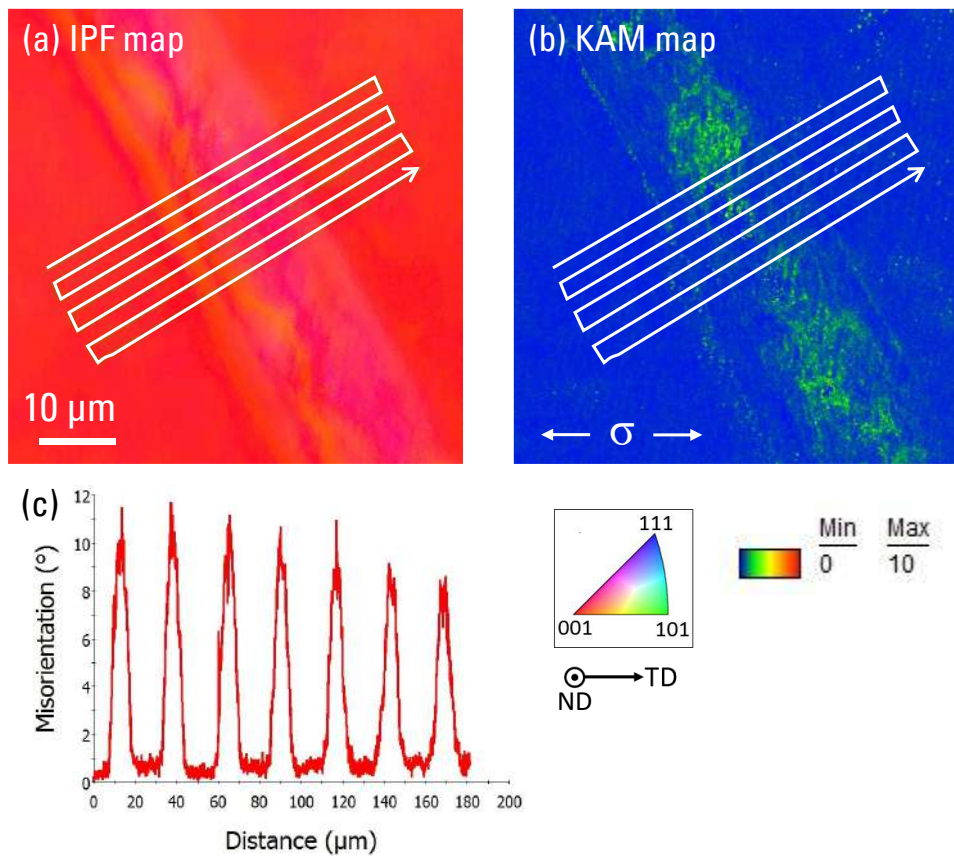 (a) IPF map
(b) KAM map
10 µm
σ
(c)
12
10
8
6
4
2
0
Misorientation (°)
0 20 40 60 80 100 120 140 160 180 200
Distance (µm)
111
001 101
ND TD
Min Max
0 10